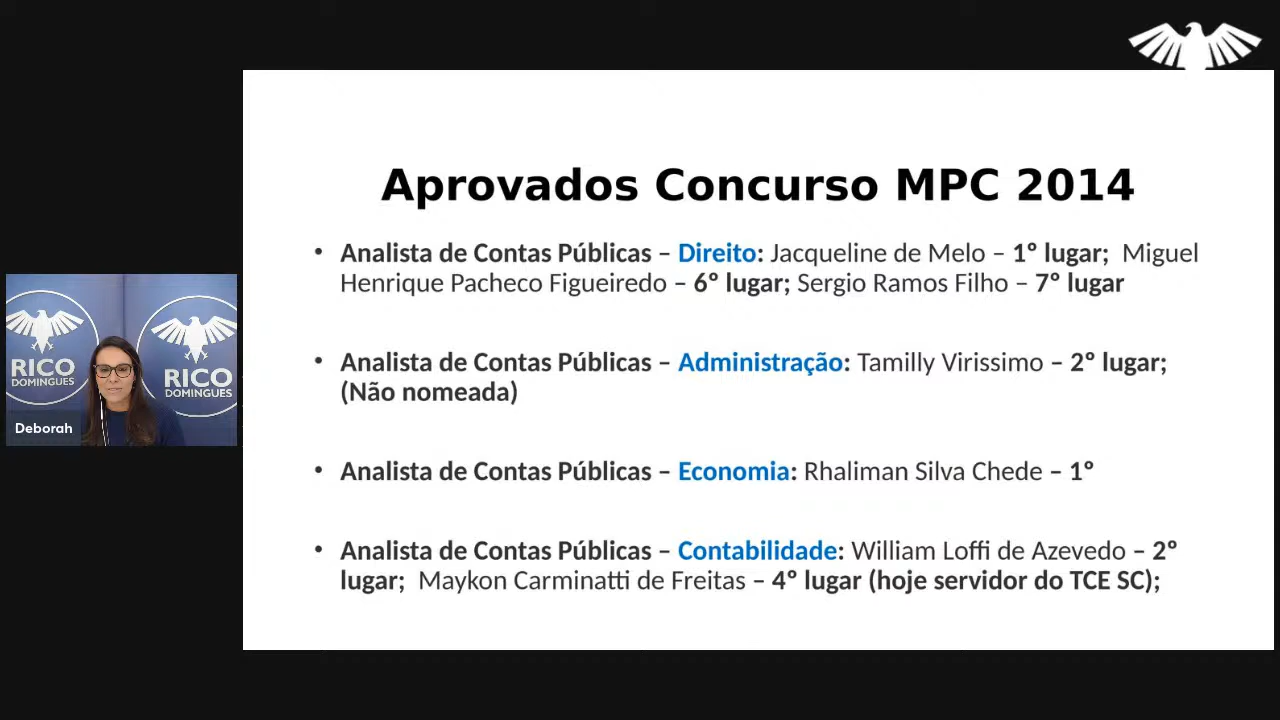 Aprovados Concurso MPC 2014
• Analista de Contas Públicas – Direito: Jacqueline de Melo – 1º lugar; Miguel
Henrique Pacheco Figueiredo – 6º lugar; Sergio Ramos Filho – 7º lugar
• Analista de Contas Públicas – Administração: Tamilly Virissimo – 2º lugar;
(Não nomeada)
• Analista de Contas Públicas – Economia: Rhaliman Silva Chede – 1º
• Analista de Contas Públicas – Contabilidade: William Loffi de Azevedo – 2º
lugar; Maykon Carminatti de Freitas – 4º lugar (hoje servidor do TCE SC);
RICO
DOMINGUES
RICO
DOMINGUES
Deborah